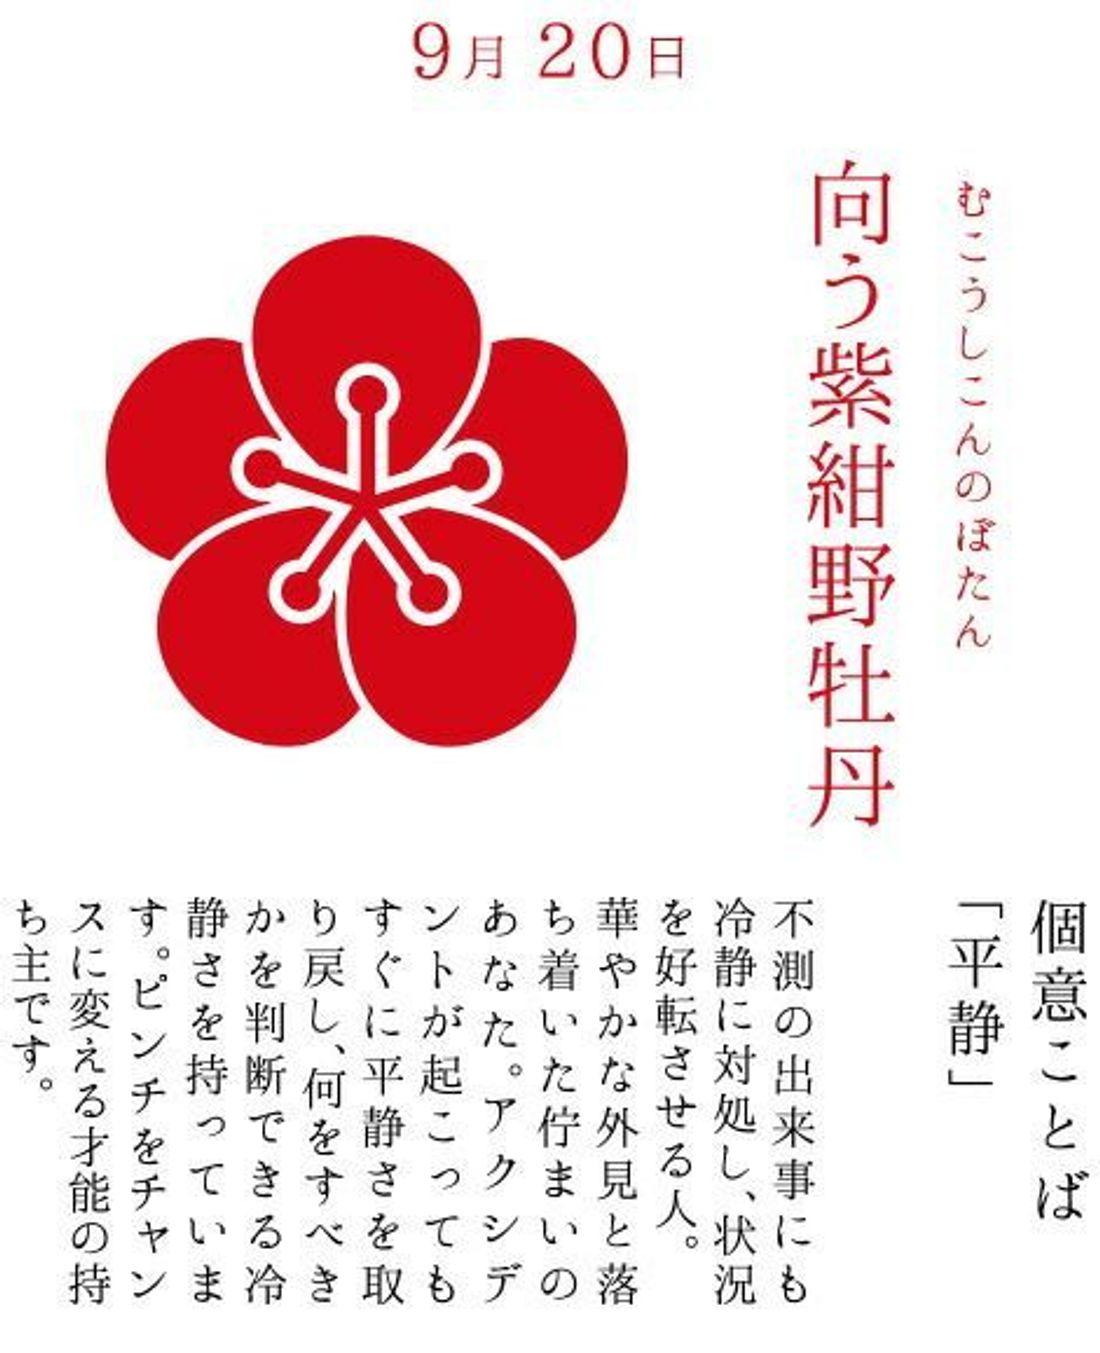 9月20日
むこうしこんのぼたん
向う紫紺野牡丹
個意ことば
「平静」
不測の出来事にも
冷静に対処し、状況
を好転させる人。
華やかな外見と落
ち着いた佇まいの
あなた。アクシデ
ントが起こっても
すぐに平静さを取
り戻し、何をすべき
かを判断できる冷
静さを持っていま
す。ピンチをチャン
スに変える才能の持
ち主です。